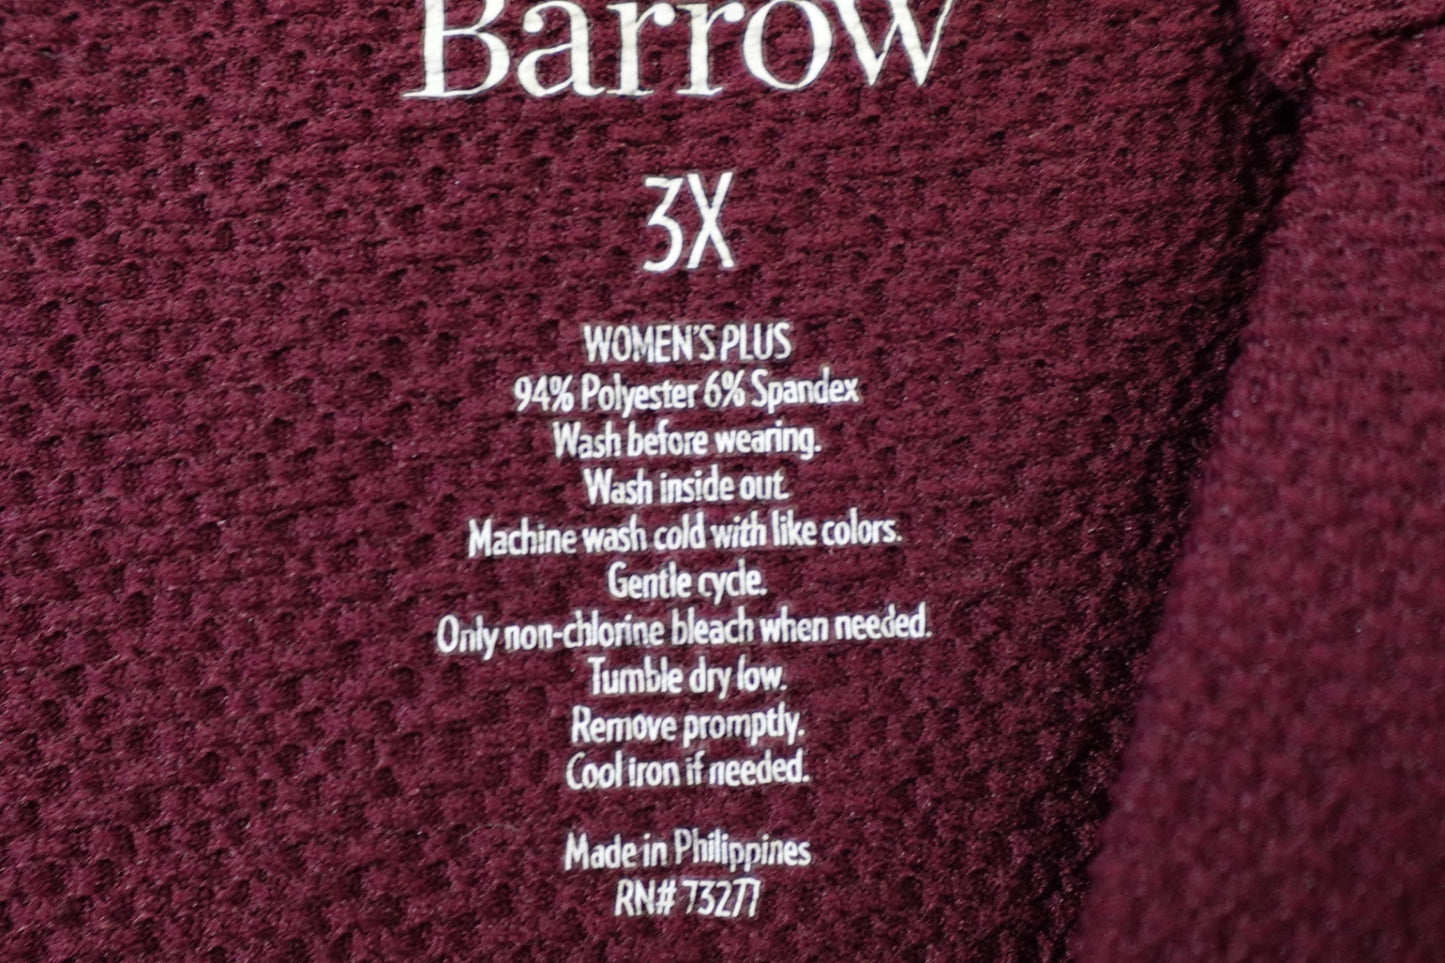 Barrow
3X
WOMEN'S PLUS
94% Polyester 6% Spandex
Wash before wearing.
Wash inside out.
Machine wash cold with like colors.
Gentle cycle.
Only non-chlorine bleach when needed.
Tumble dry low.
Remove promptly.
Cool iron if needed.
Made in Philippines
RN# 73277